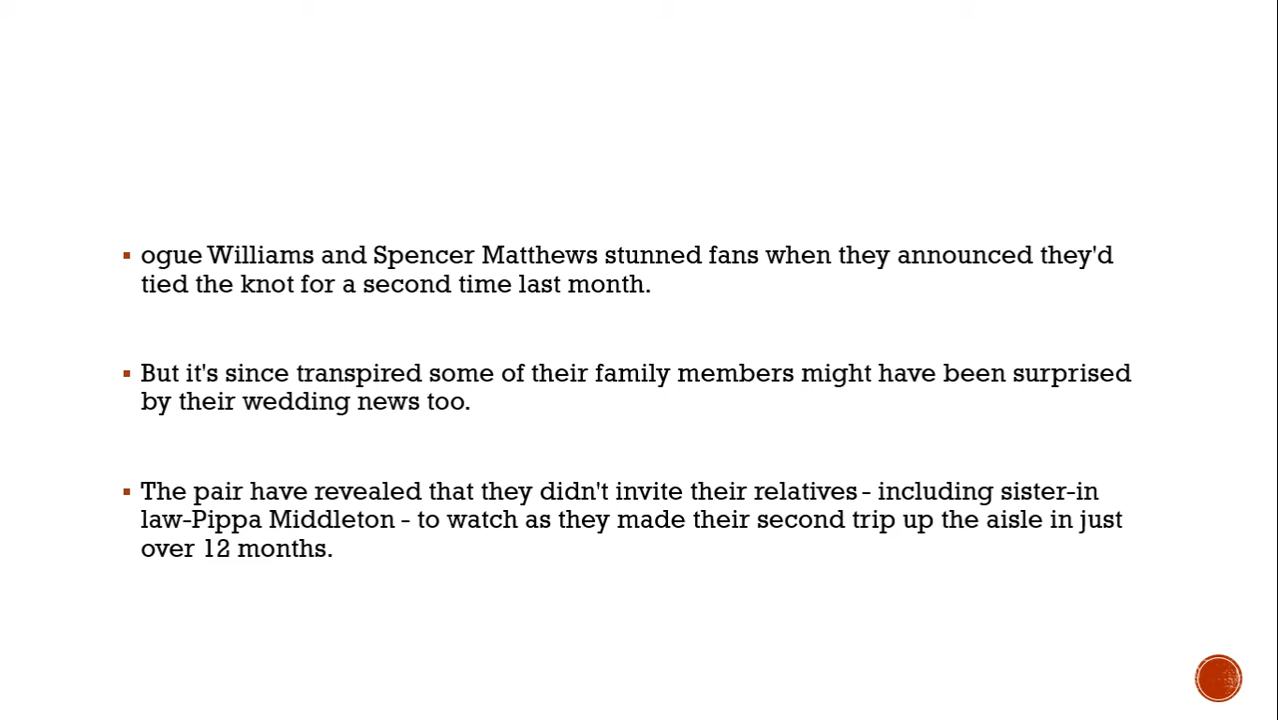 ▪ ogue Williams and Spencer Matthews stunned fans when they announced they'd
tied the knot for a second time last month.
▪ But it's since transpired some of their family members might have been surprised
by their wedding news too.
▪ The pair have revealed that they didn't invite their relatives - including sister-in
law-Pippa Middleton - to watch as they made their second trip up the aisle in just
over 12 months.